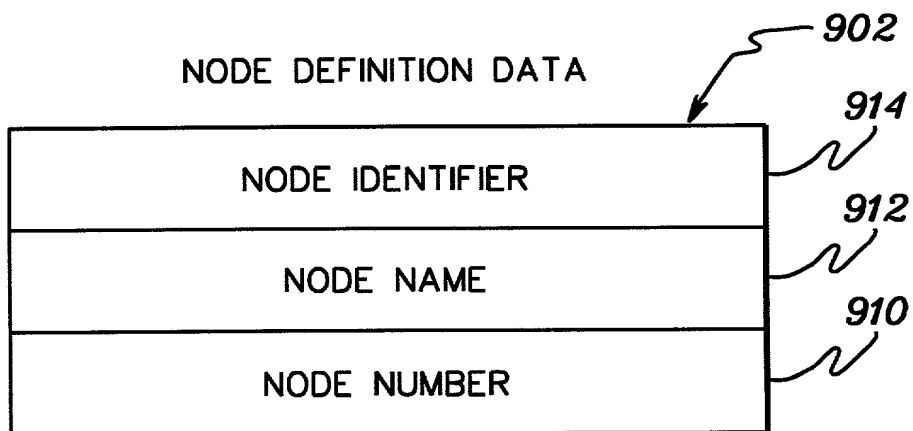 902
NODE DEFINITION DATA
914
NODE IDENTIFIER
912
NODE NAME
910
NODE NUMBER